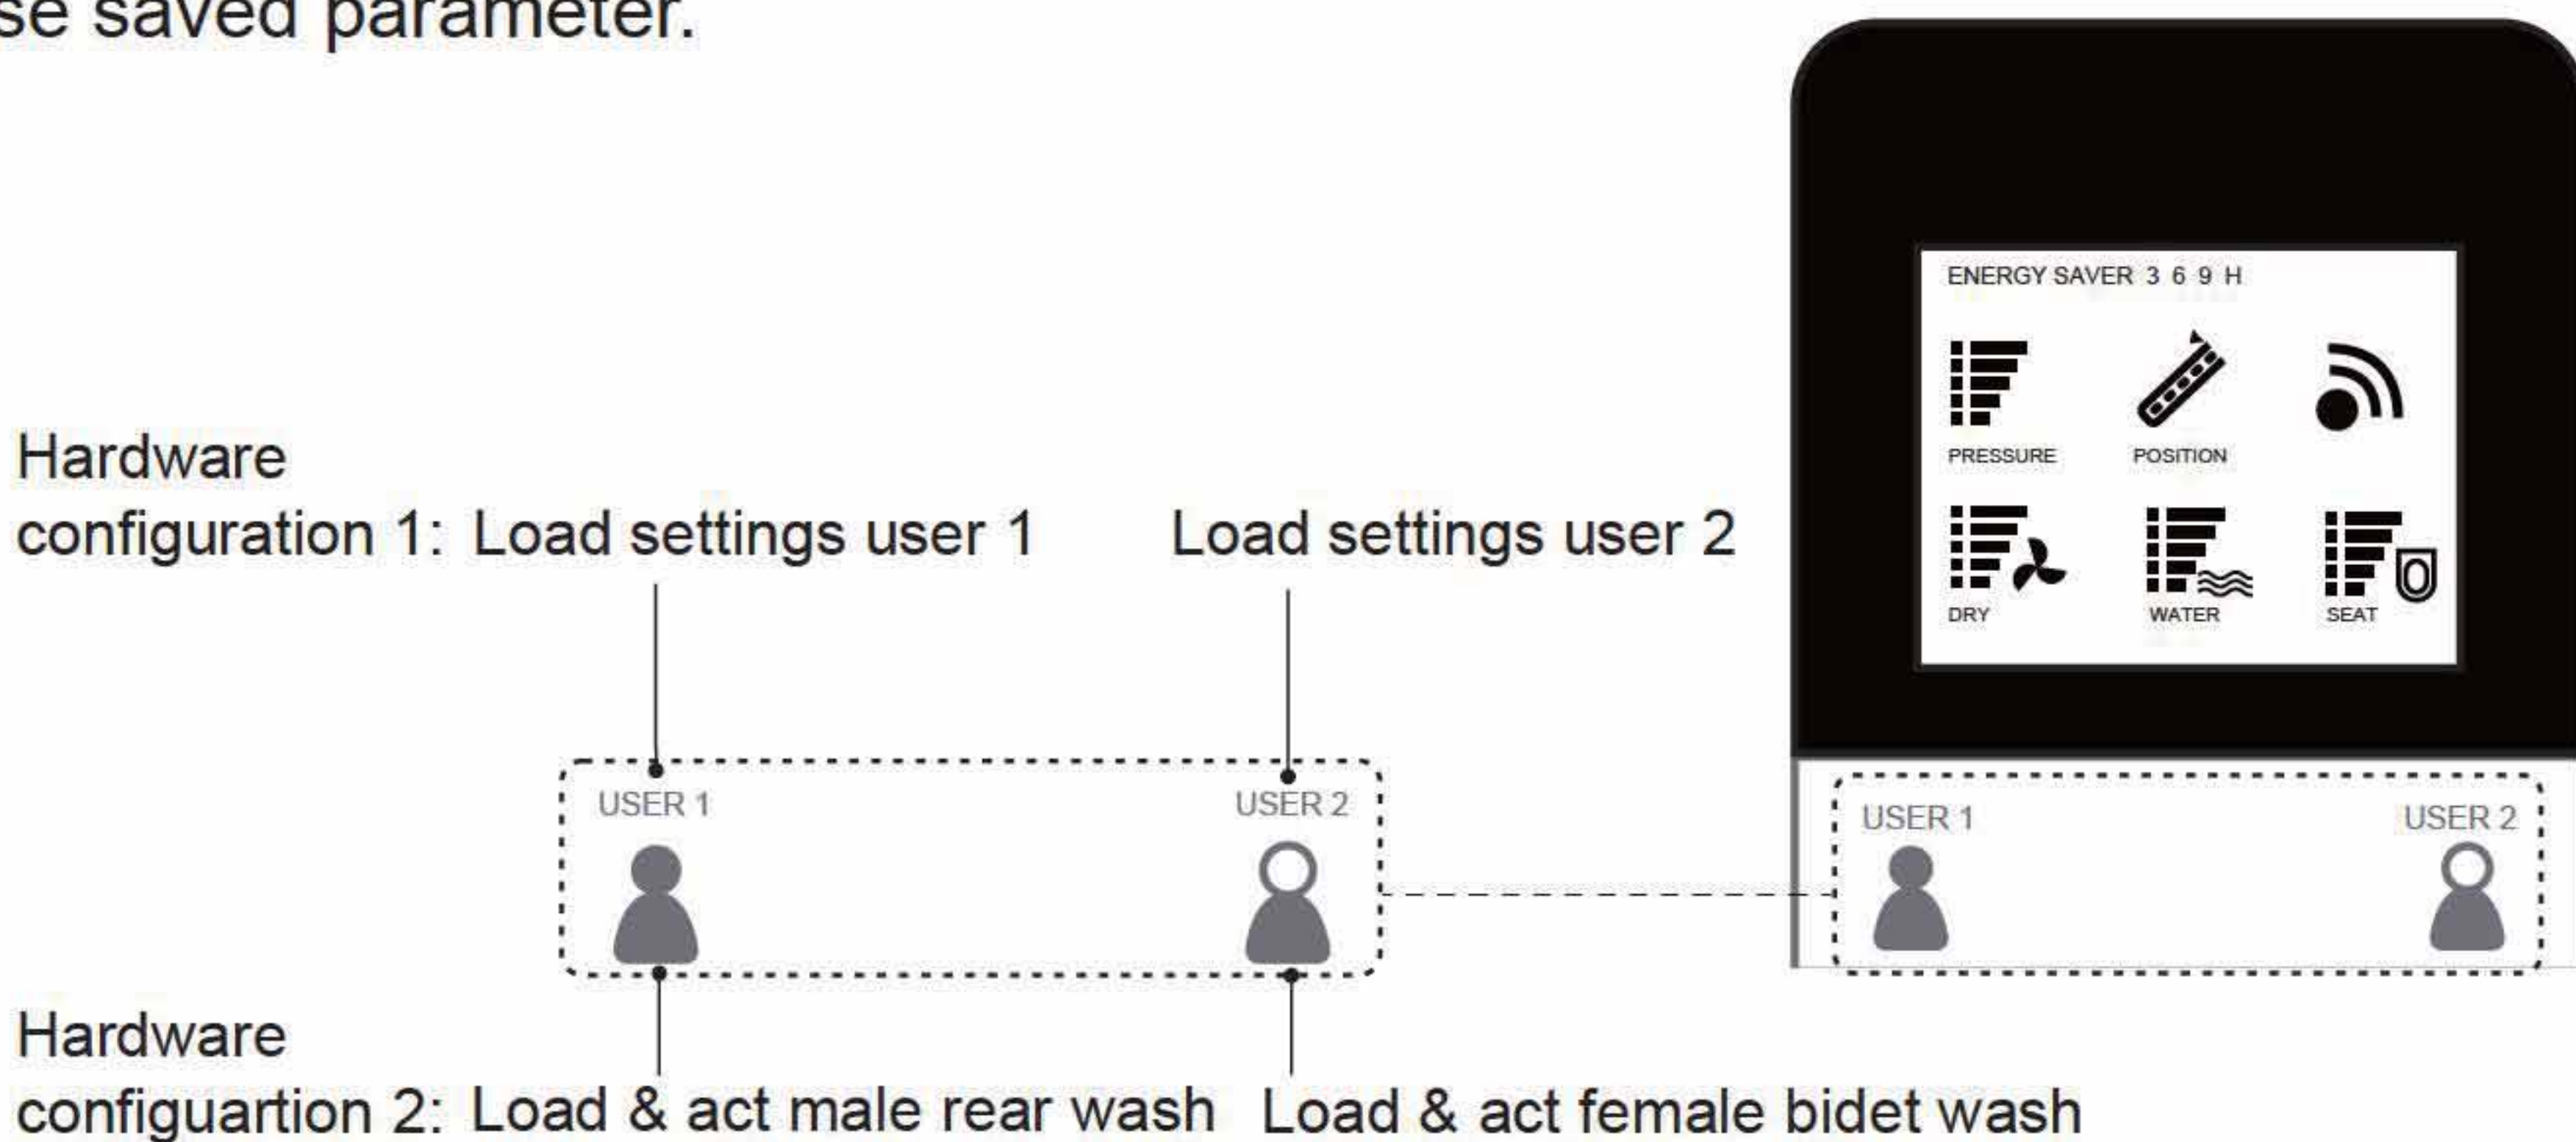 se saved parameter.
ENERGY SAVER 3 6 9 H
PRESSURE POSITION
DRY WATER SEAT
Hardware
configuration 1: Load settings user 1 Load settings user 2
USER 1 USER 2
USER 1 USER 2
Hardware
configuartion 2: Load & act male rear wash Load & act female bidet wash